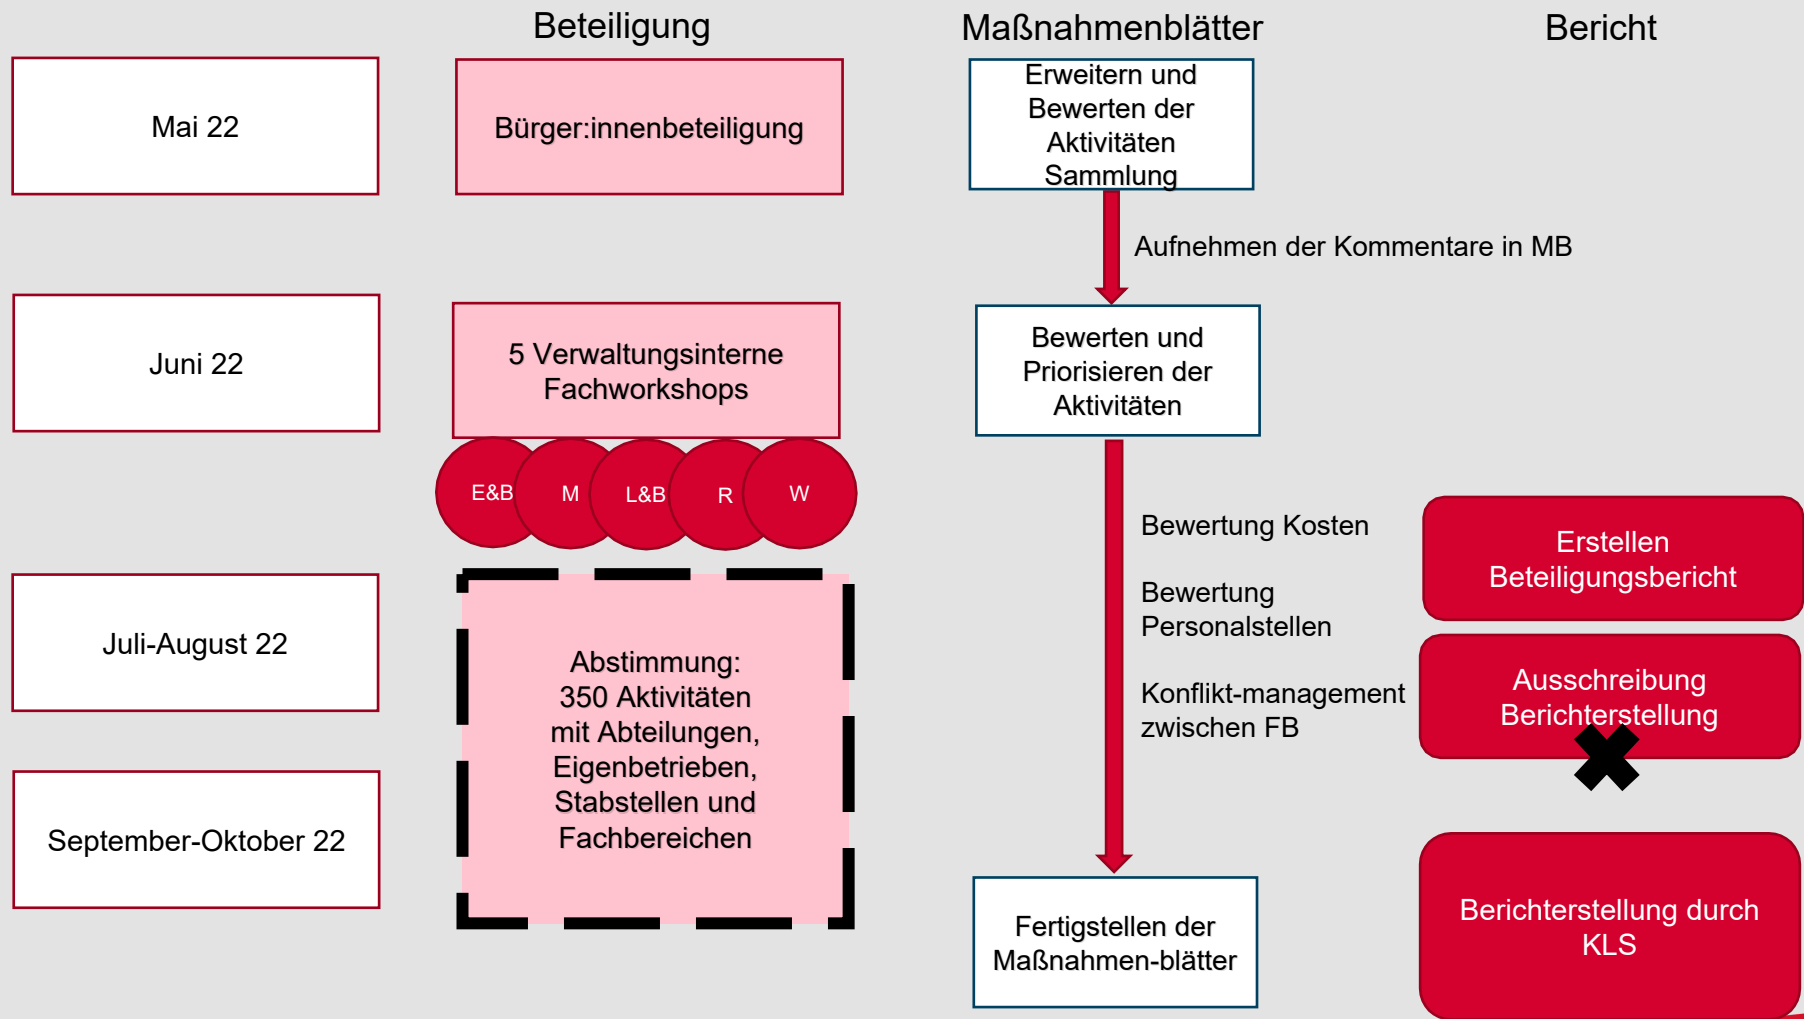 Beteiligung
Maßnahmenblätter
Bericht
Mai 22
Bürger:innenbeteiligung
Erweitern und
Bewerten der
Aktivitäten
Sammlung
Aufnehmen der Kommentare in MB
Juni 22
5 Verwaltungsinterne
Fachworkshops
Bewerten und
Priorisieren der
Aktivitäten
E&B
M
L&B
R
W
Bewertung Kosten
Bewertung
Personalstellen
Konflikt-management
zwischen FB
Erstellen
Beteiligungsbericht
Juli-August 22
Abstimmung:
350 Aktivitäten
mit Abteilungen,
Eigenbetrieben,
Stabstellen und
Fachbereichen
Ausschreibung
Berichterstellung
September-Oktober 22
Fertigstellen der
Maßnahmen-blätter
Berichterstellung durch
KLS